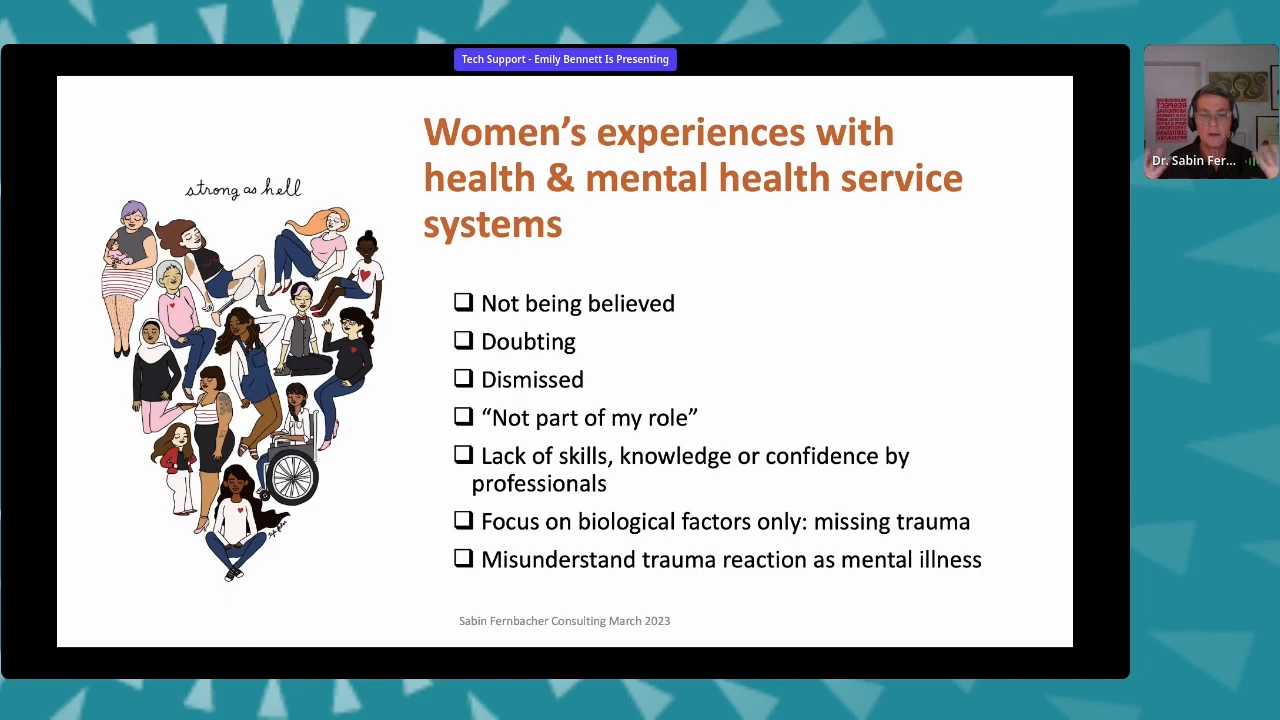 Tech Support - Emily Bennett Is Presenting
Women’s experiences with
health & mental health service
systems
strong as hell
Not being believed
Doubting
Dismissed
“Not part of my role”
Lack of skills, knowledge or confidence by
professionals
Focus on biological factors only: missing trauma
Misunderstand trauma reaction as mental illness
Sabin Fernbacher Consulting March 2023
Dr. Sabin Fer...
RESPECT